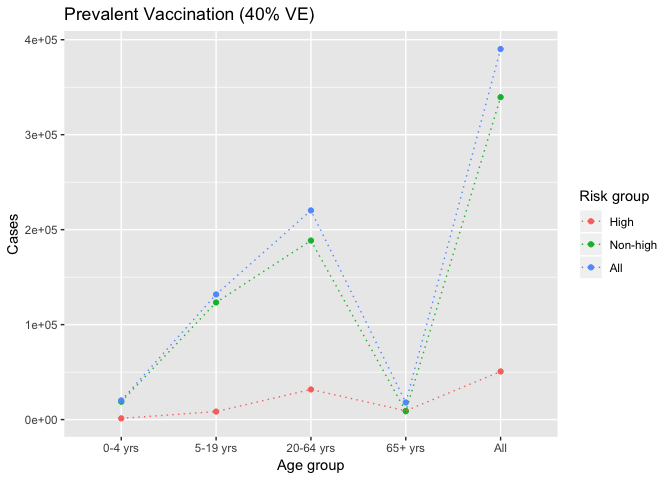 Prevalent Vaccination (40% VE)
4e+05
3e+05
2e+05
1e+05
0e+00
Cases
0-4 yrs
5-19 yrs
20-64 yrs
65+ yrs
All
Age group
Risk group
High
Non-high
All